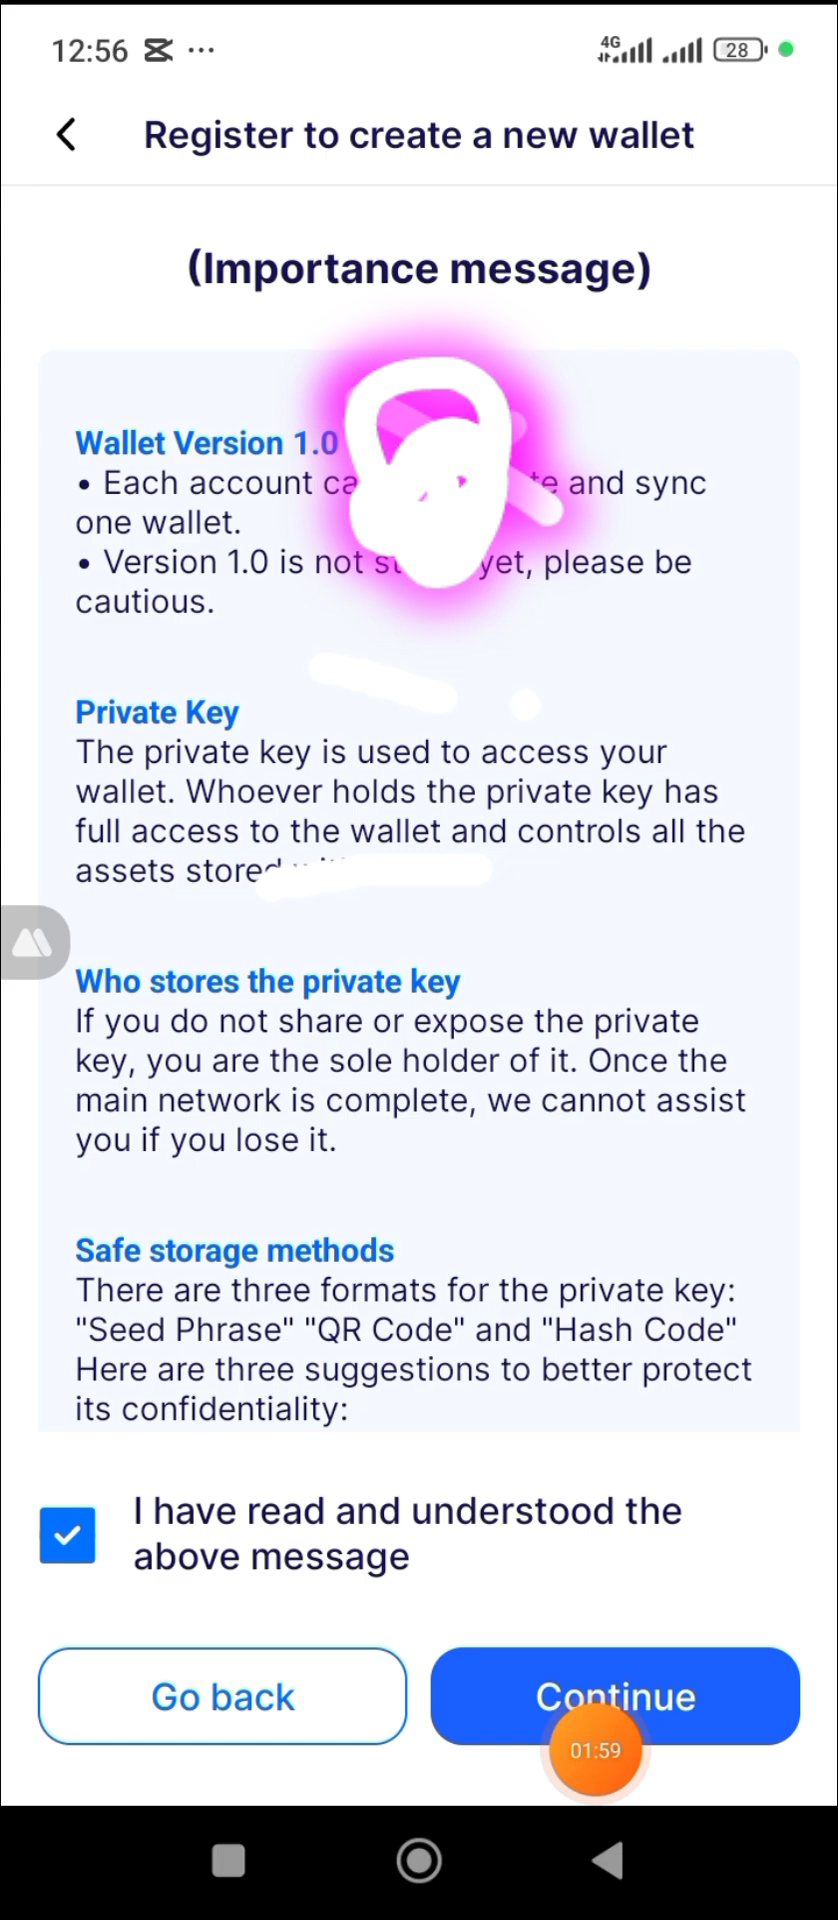 12:56
4G
28
Register to create a new wallet
(Importance message)
Wallet Version 1.0
• Each account and sync
one wallet.
• Version 1.0 is not yet, please be
cautious.
Private Key
The private key is used to access your
wallet. Whoever holds the private key has
full access to the wallet and controls all the
assets stored
Who stores the private key
If you do not share or expose the private
key, you are the sole holder of it. Once the
main network is complete, we cannot assist
you if you lose it.
Safe storage methods
There are three formats for the private key:
"Seed Phrase" "QR Code" and "Hash Code"
Here are three suggestions to better protect
its confidentiality:
I have read and understood the
above message
Go back
Continue
01:59